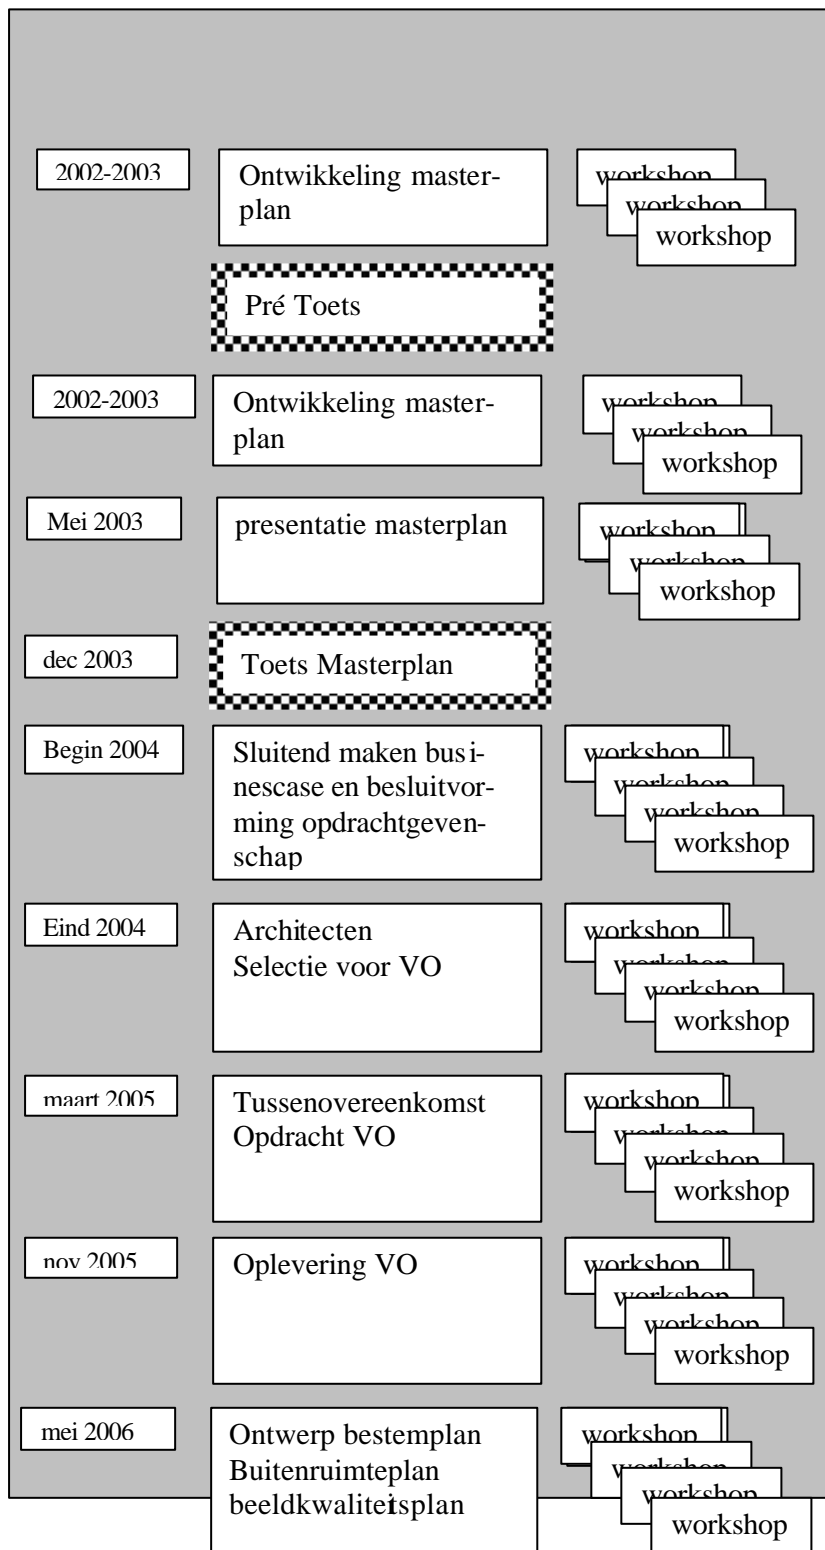 2002-2003
Ontwikkeling master-
plan
workshop
workshop
workshop
Pré Toets
2002-2003
Ontwikkeling master-
plan
workshop
workshop
workshop
Mei 2003
presentatie masterplan
workshop
workshop
workshop
dec 2003
Toets Masterplan
Begin 2004
Sluitend maken busi-
nescase en besluitvor-
ming opdrachtgeven-
schap
workshop
workshop
workshop
workshop
Eind 2004
Architecten
Selectie voor VO
workshop
workshop
workshop
workshop
maart 2005
Tussenovereenkomst
Opdracht VO
workshop
workshop
workshop
workshop
nov 2005
Oplevering VO
workshop
workshop
workshop
workshop
mei 2006
Ontwerp bestemplan
Buitenruimteplan
beeldkwaliteitsplan
workshop
workshop
workshop
workshop